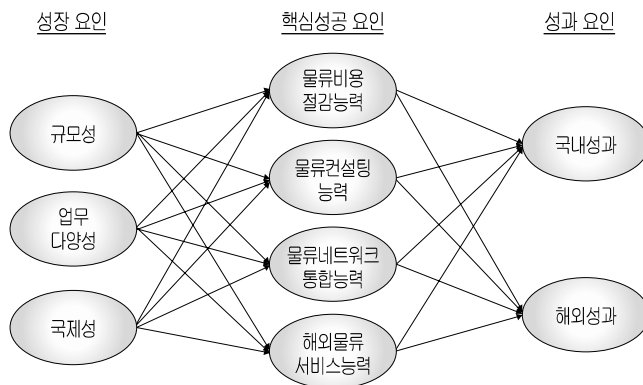 성장 요인
핵심성공 요인
성과 요인
규모성
업무
다양성
국제성
물류비용
절감능력
물류컨설팅
능력
물류네트워크
통합능력
해외물류
서비스능력
국내성과
해외성과